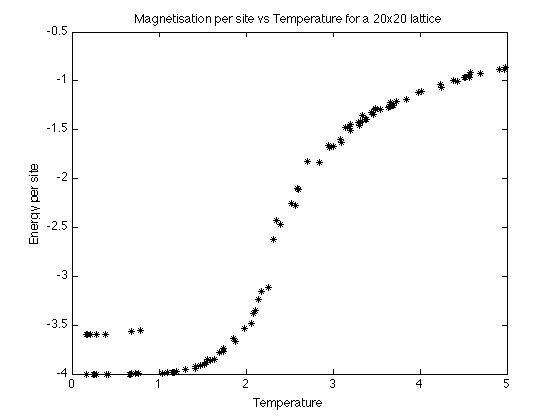 Magnetisation per site vs Temperature for a 20x20 lattice
-0.5
-1
-1.5
-2
-2.5
-3
-3.5
-4
Energy per site
0 1 2 3 4 5
Temperature